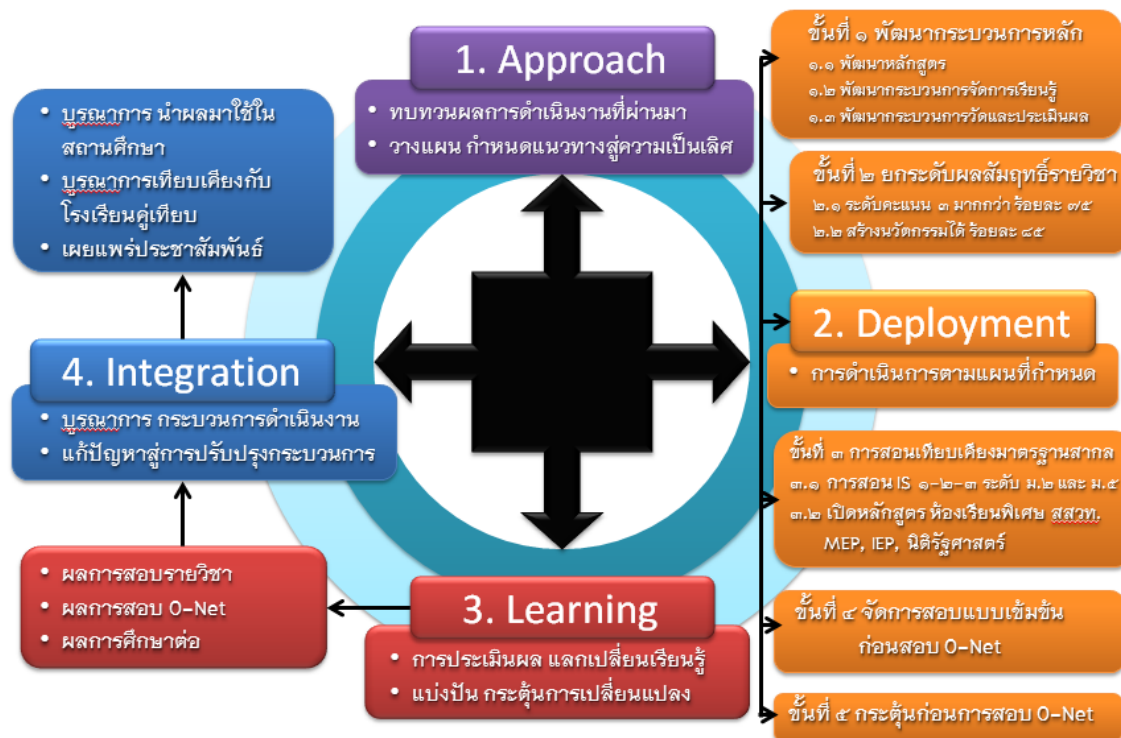 1. Approach
• ทบทวนผลการดำเนินงานที่ผ่านมา
• วางแผน กำหนดแนวทางสู่ความเป็นเลิศ
ขั้นที่ ๑ พัฒนากระบวนการหลัก
๑.๑ พัฒนาหลักสูตร
๑.๒ พัฒนากระบวนการจัดการเรียนรู้
๑.๓ พัฒนากระบวนการวัดและประเมินผล
ขั้นที่ ๒ ยกระดับผลสัมฤทธิ์รายวิชา
๒.๑ ระดับคะแนน ๓ มากกว่า ร้อยละ ๗๕
๒.๒ สร้างนวัตกรรมได้ ร้อยละ ๘๕
2. Deployment
• การดำเนินการตามแผนที่กำหนด
ขั้นที่ ๓ การสอนเทียบเคียงมาตรฐานสากล
๓.๑ การสอน IS ๑-๒-๓ ระดับ ม.๒ และ ม.๕
๓.๒ เปิดหลักสูตร ห้องเรียนพิเศษ สสวท.
MEP, IEP, นิติรัฐศาสตร์
ขั้นที่ ๔ จัดการสอบแบบเข้มข้น
ก่อนสอบ O-Net
ขั้นที่ ๕ กระตุ้นก่อนการสอบ O-Net
3. Learning
• การประเมินผล แลกเปลี่ยนเรียนรู้
• แบ่งปัน กระตุ้นการเปลี่ยนแปลง
• ผลการสอบรายวิชา
• ผลการสอบ O-Net
• ผลการศึกษาต่อ
4. Integration
• บูรณาการ กระบวนการดำเนินงาน
• แก้ปัญหาสู่การปรับปรุงกระบวนการ
• บูรณาการ นำผลมาใช้ใน
สถานศึกษา
• บูรณาการเทียบเคียงกับ
โรงเรียนคู่เทียบ
• เผยแพร่ประชาสัมพันธ์